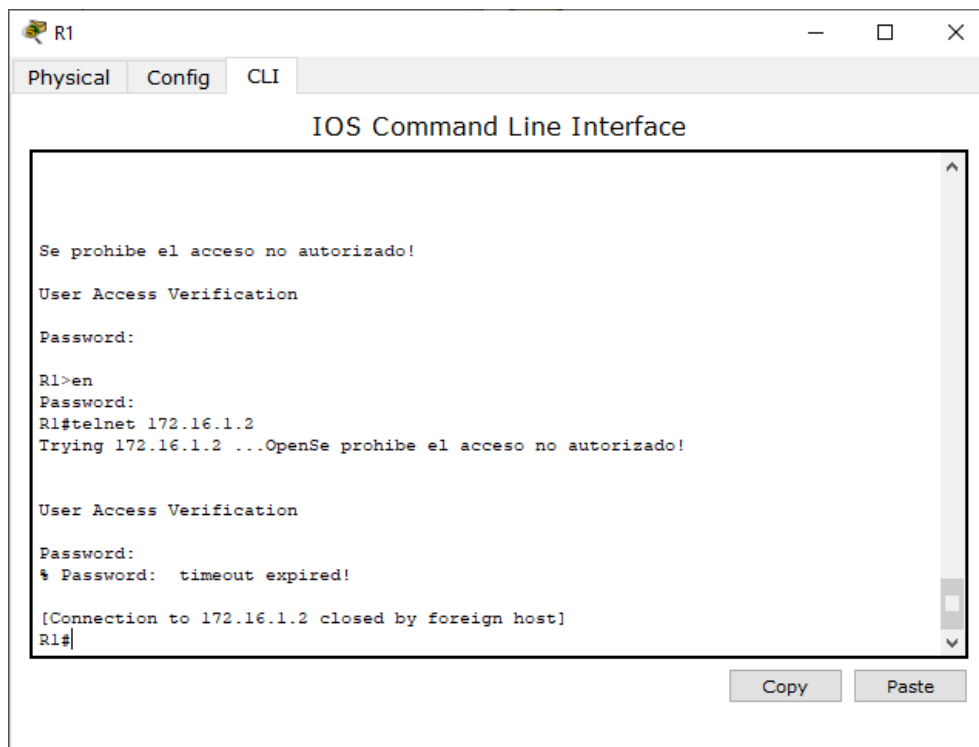 R1
Physical Config CLI
IOS Command Line Interface
Se prohibe el acceso no autorizado!
User Access Verification
Password:
R1>en
Password:
R1#telnet 172.16.1.2
Trying 172.16.1.2 ...OpenSe prohibe el acceso no autorizado!
User Access Verification
Password:
% Password:  timeout expired!
[Connection to 172.16.1.2 closed by foreign host]
R1#
Copy Paste